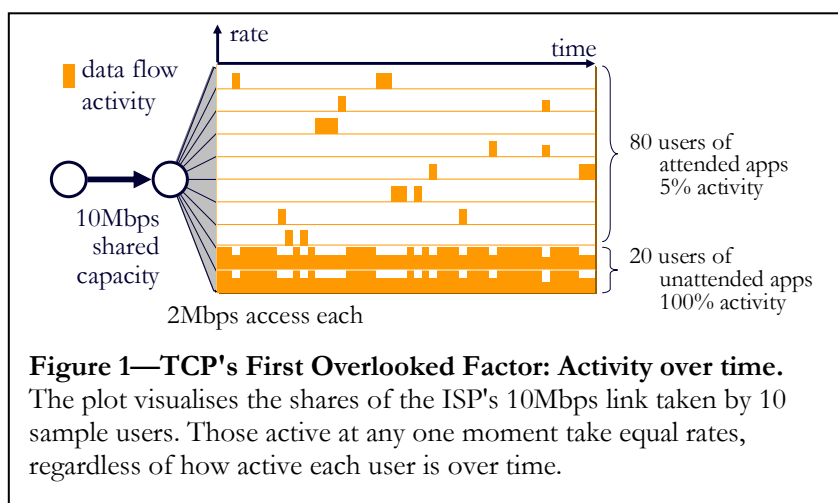 rate
time
data flow
activity
80 users of
attended apps
5% activity
10Mbps
shared
capacity
20 users of
unattended apps
100% activity
2Mbps access each
Figure 1—TCP's First Overlooked Factor: Activity over time.
The plot visualises the shares of the ISP's 10Mbps link taken by 10
sample users. Those active at any one moment take equal rates,
regardless of how active each user is over time.